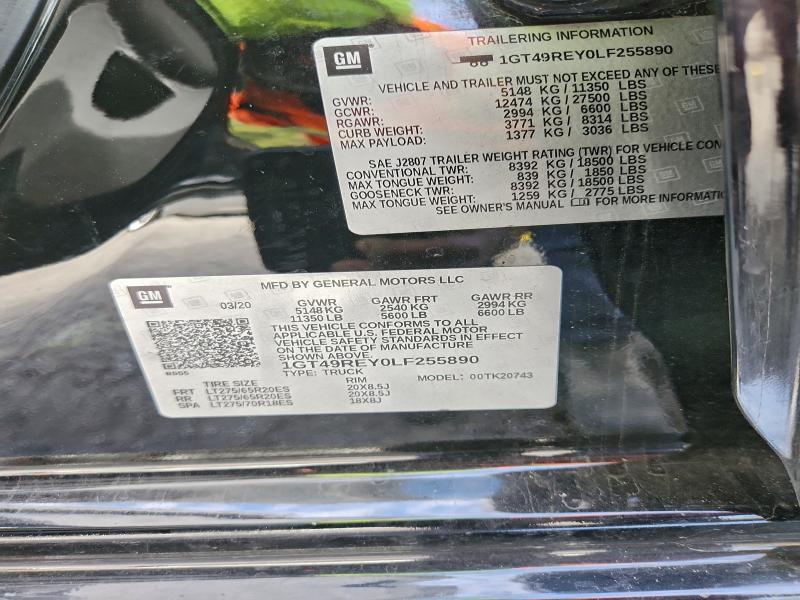 GM
TRAILERING INFORMATION
1GT49REY0LF255890
VEHICLE AND TRAILER MUST NOT EXCEED ANY OF THESE
GVWR: 5148 KG / 11350 LBS
GCWR: 12474 KG / 27500 LBS
RGAWR: 2994 KG / 6600 LBS
CURB WEIGHT: 3771 KG / 8314 LBS
MAX PAYLOAD: 1377 KG / 3036 LBS
SAE J2807 TRAILER WEIGHT RATING (TWR) FOR VEHICLE CON
CONVENTIONAL TWR: 8392 KG / 18500 LBS
MAX TONGUE WEIGHT: 839 KG / 1850 LBS
GOOSENECK TWR: 8392 KG / 18500 LBS
MAX TONGUE WEIGHT: 1259 KG / 2775 LBS
SEE OWNER'S MANUAL FOR MORE INFORMATIO
GM
MFD BY GENERAL MOTORS LLC
03/20 GVWR GAWR FRT GAWR RR
5148 KG 2540 KG 2994 KG
11350 LB 5600 LB 6600 LB
THIS VEHICLE CONFORMS TO ALL
APPLICABLE U.S. FEDERAL MOTOR
VEHICLE SAFETY STANDARDS IN EFFECT
ON THE DATE OF MANUFACTURE
SHOWN ABOVE.
1GT49REY0LF255890
TYPE: TRUCK MODEL: 00TK20743
TIRE SIZE RIM
FRT LT275/65R20ES 20X8.5J
RR LT275/65R20ES 20X8.5J
SPA LT275/70R18ES 18X8J